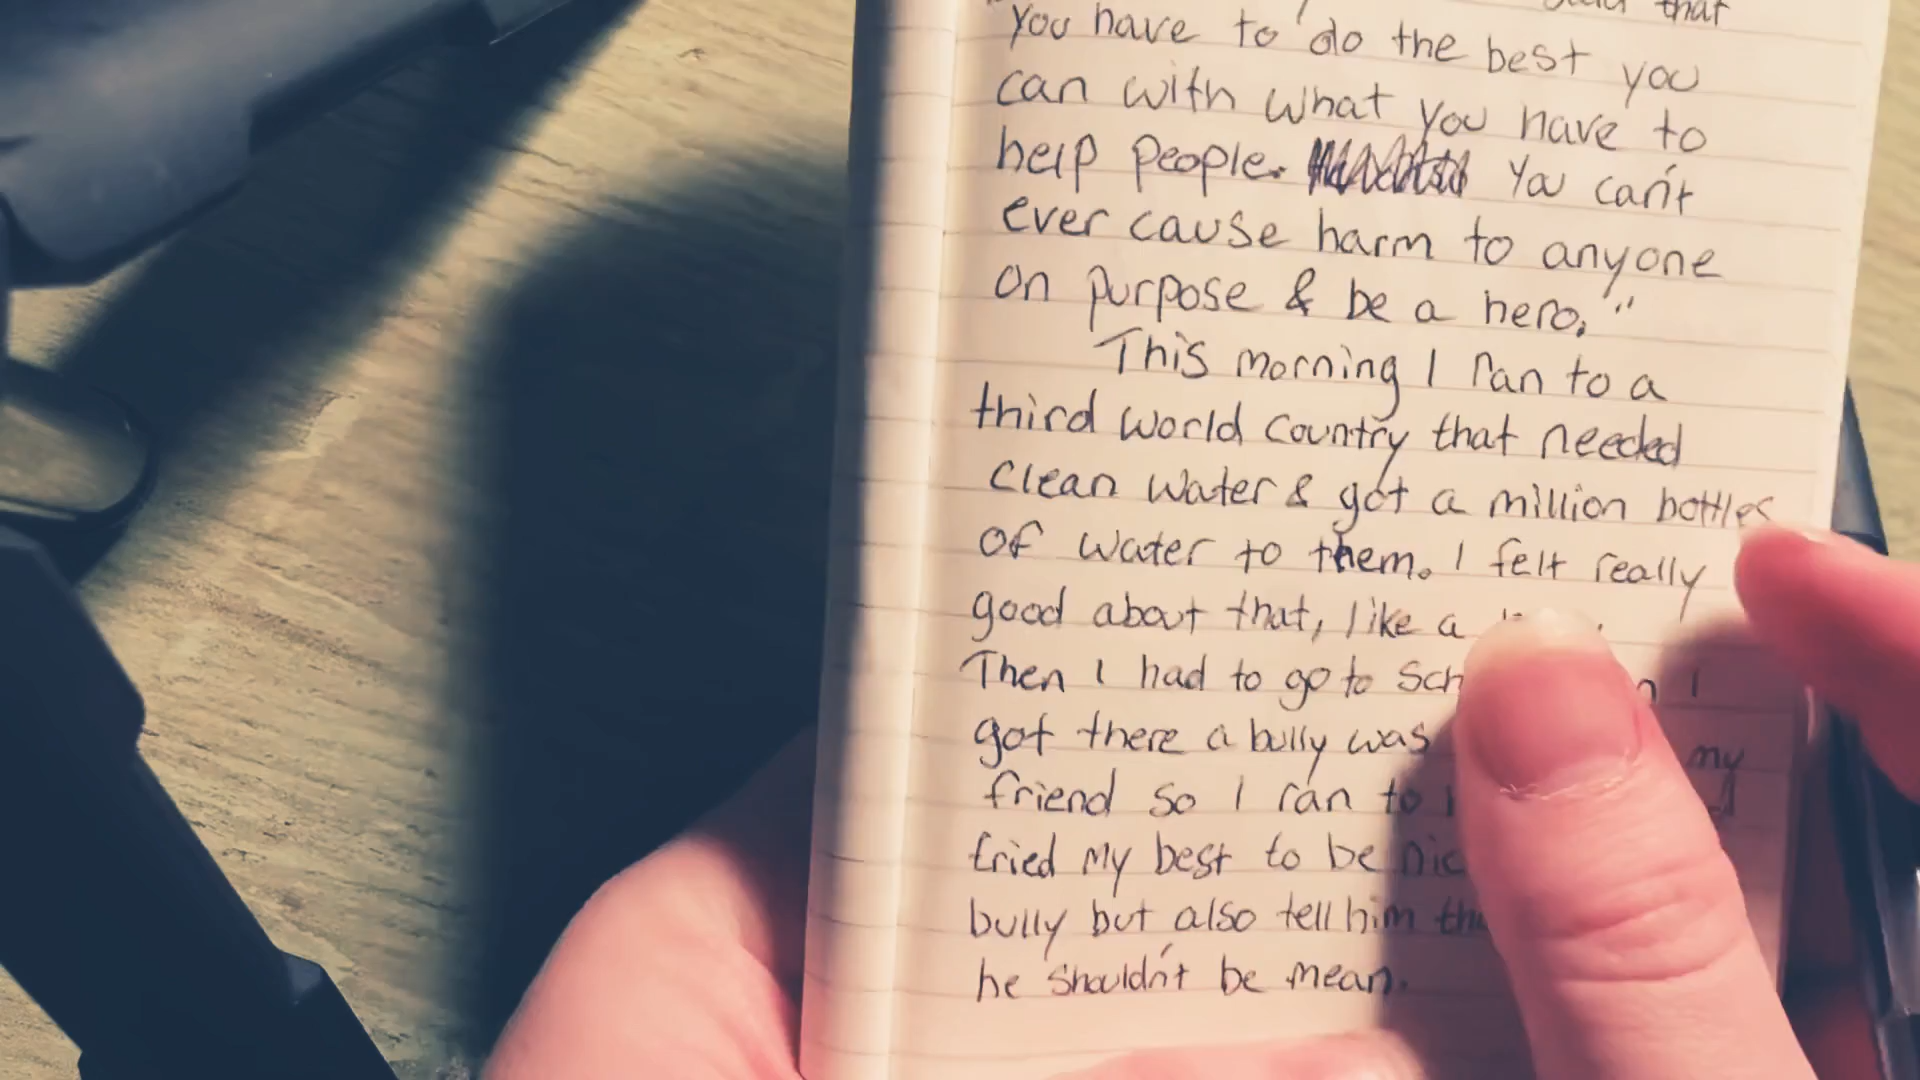 that
"You have to do the best you
can with what you have to
help people. You can't
ever cause harm to anyone
on purpose & be a hero."
This morning I ran to a
third world country that needed
clean water & got a million bottles
of water to them. I felt really
good about that, like a
Then I had to go to I
got there a bully was my
friend so I ran to
tried my best to be
bully but also tell him
he shouldn't be mean.